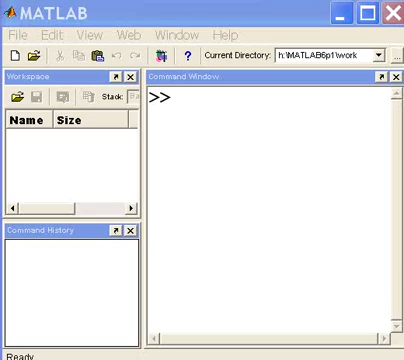 MATLAB
File Edit View Web Window Help
? Current Directory: h:\MATLAB6p1\work ...
Workspace
Stack:
Name Size
Command History
Command Window
>>
Ready